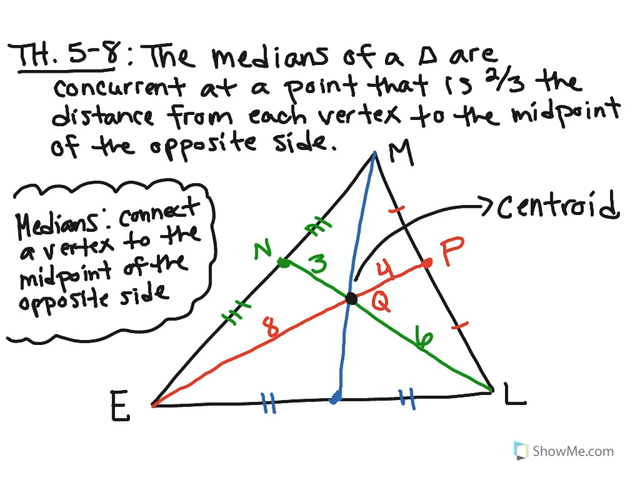 TH. 5-8: The medians of a Δ are
concurrent at a point that is 2/3 the
distance from each vertex to the midpoint
of the opposite side.
M
Medians: connect
a vertex to the
midpoint of the
opposite side
centroid
N
3
4
P
Q
8
6
E
L
ShowMe.com